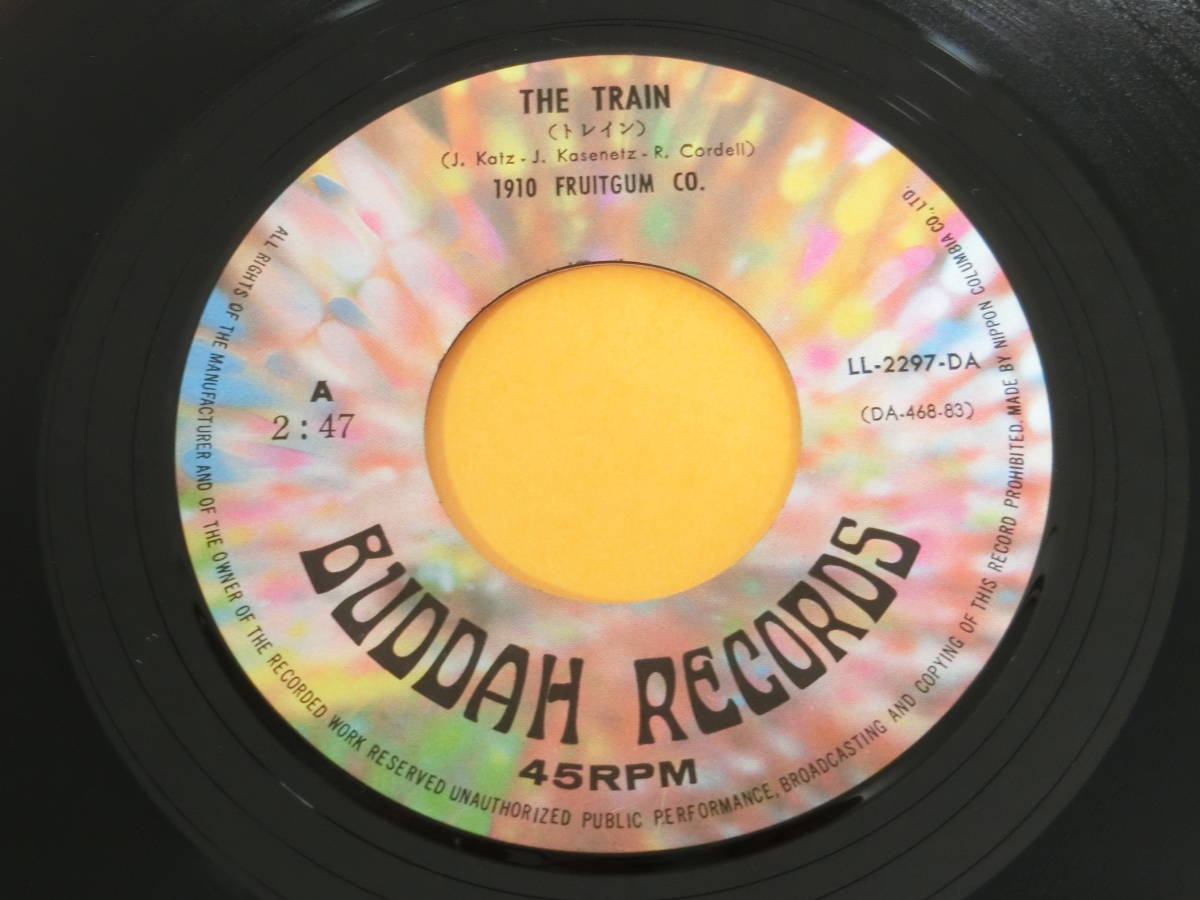 THE TRAIN
(トレイン)
(J. Katz - J. Kasenetz - R. Cordell)
1910 FRUITGUM CO.
A
2:47
LL-2297-DA
(DA-468-83)
BUDDAH RECORDS
45RPM
ALL RIGHTS OF THE MANUFACTURER AND OF THE OWNER OF THE RECORDED WORK RESERVED UNAUTHORIZED PUBLIC PERFORMANCE, BROADCASTING AND COPYING OF THIS RECORD PROHIBITED. MADE BY NIPPON COLUMBIA CO., LTD.